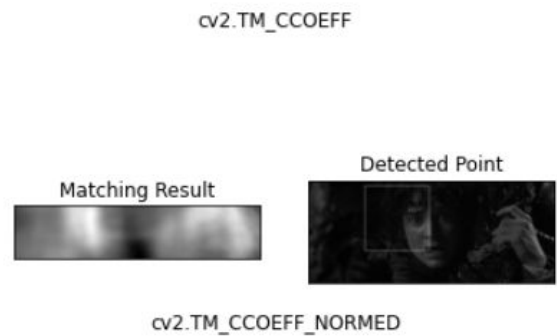 cv2.TM_CCOEFF
Matching Result
Detected Point
cv2.TM_CCOEFF_NORMED